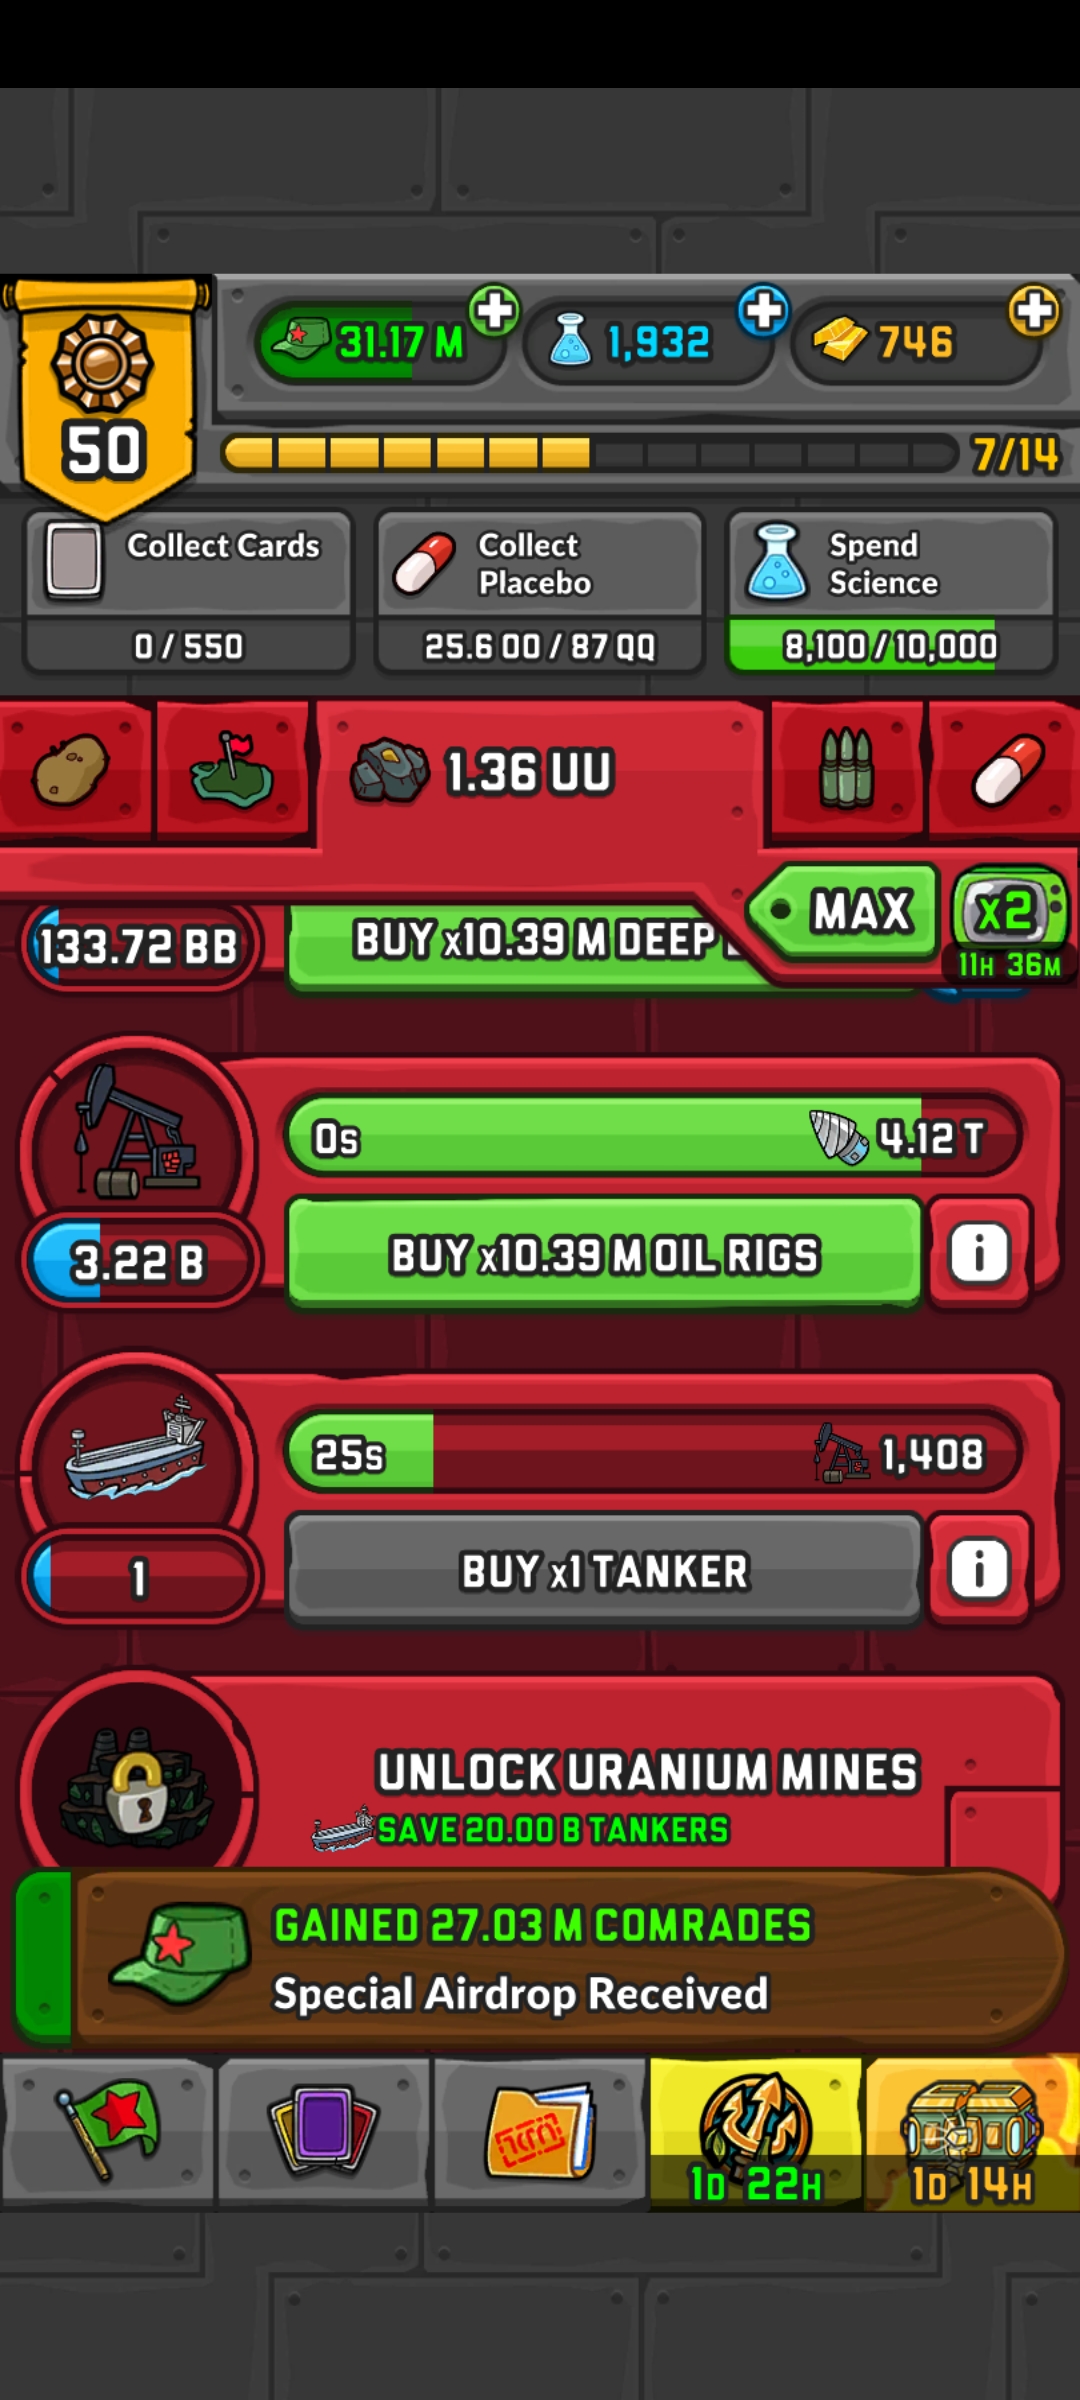 31.17 M
1,932
746
50
7/14
Collect Cards
0 / 550
Collect
Placebo
25.6 OO / 87 QQ
Spend
Science
8,100 / 10,000
1.36 UU
MAX
x2
11H 36M
133.72 BB
BUY x10.39 M DEEP
0s
4.12 T
3.22 B
BUY x10.39 M OIL RIGS
i
25s
1,408
1
BUY x1 TANKER
i
UNLOCK URANIUM MINES
SAVE 20.00 B TANKERS
GAINED 27.03 M COMRADES
Special Airdrop Received
1D 22H
1D 14H